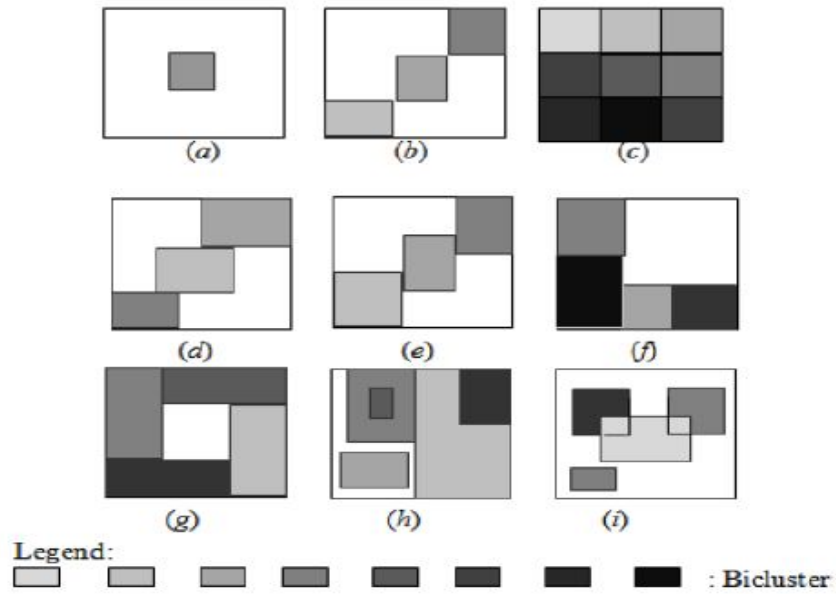 (a) (b) (c)
(d) (e) (f)
(g) (h) (i)
Legend:
: Bicluster